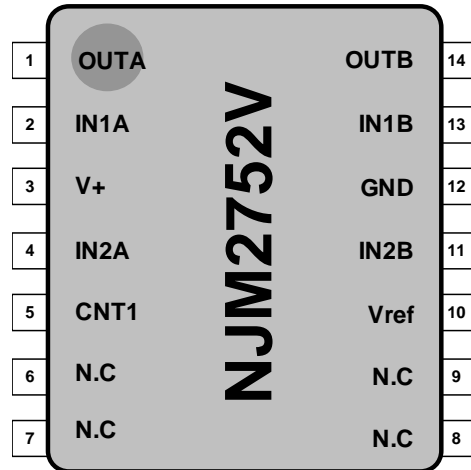 1 OUTA OUTB 14
2 IN1A IN1B 13
3 V+ GND 12
4 IN2A IN2B 11
5 CNT1 Vref 10
6 N.C N.C 9
7 N.C N.C 8
NJM2752V